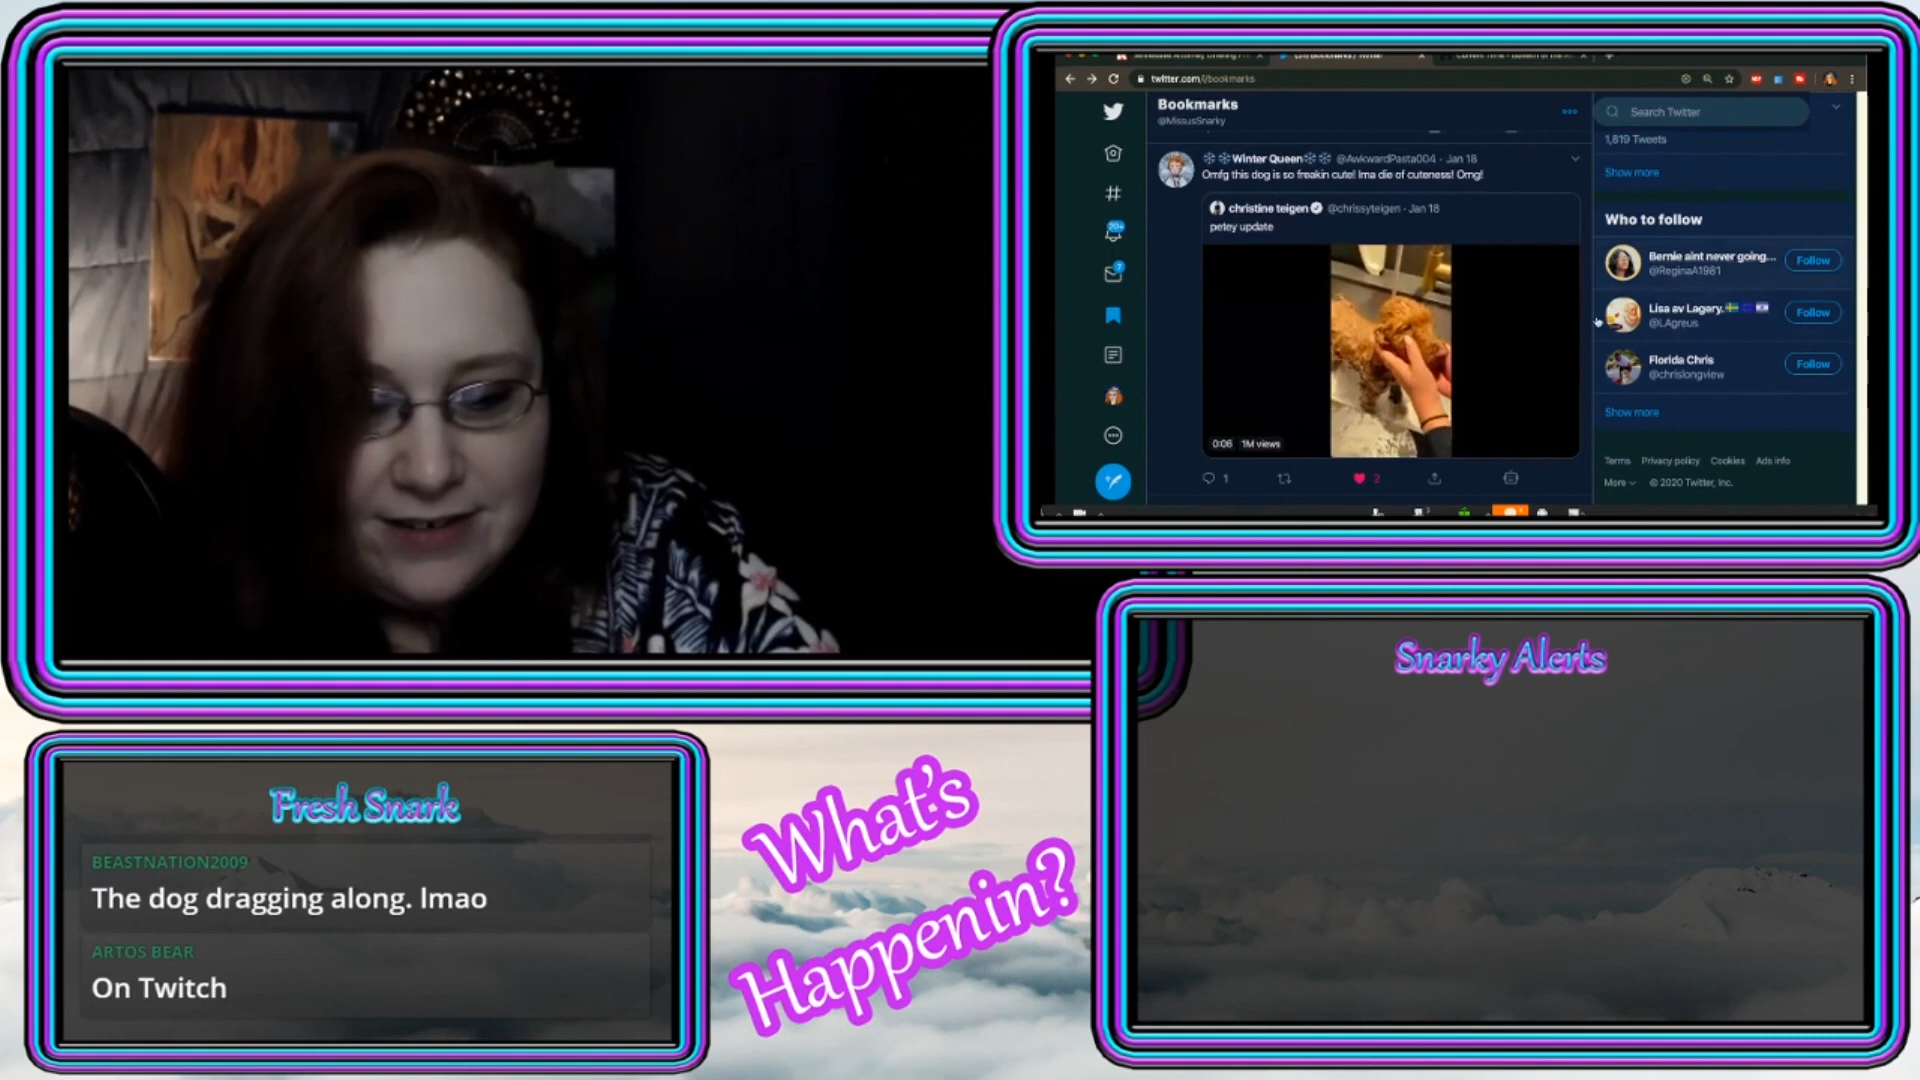 twitter.com/i/bookmarks
Bookmarks
@MissusSnarky
Search Twitter
1,819 Tweets
Show more
❄❄Winter Queen❄❄ @AwkwardPasta004 · Jan 18
Omfg this dog is so freakin cute! Ima die of cuteness! Omg!
christine teigen @chrissyteigen · Jan 18
petey update
0:06 1M views
1
2
20+
7
Who to follow
Bernie aint never going...
@ReginaA1981
Follow
Lisa av Lagery.
@LAgreus
Follow
Florida Chris
@chrislongview
Follow
Show more
Terms Privacy policy Cookies Ads info
More © 2020 Twitter, Inc.
Snarky Alerts
Fresh Snark
BEASTNATION2009
The dog dragging along. lmao
ARTOS BEAR
On Twitch
What's
Happenin?